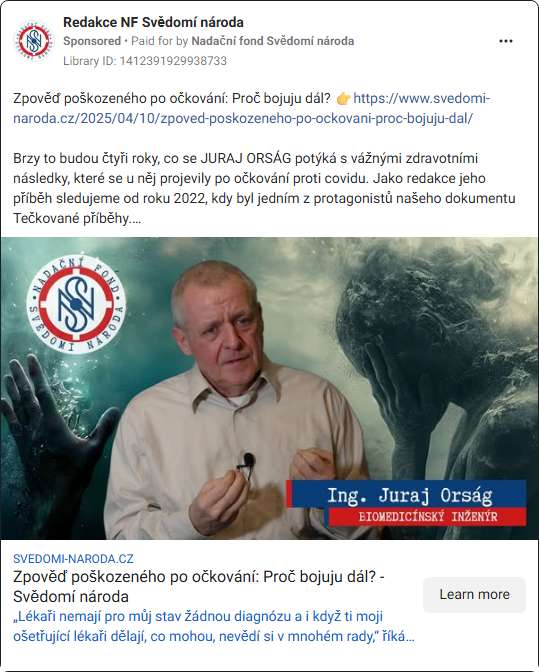 Redakce NF Svědomí národa
Sponsored • Paid for by Nadační fond Svědomí národa
Library ID: 1412391929938733
Zpověď poškozeného po očkování: Proč bojuju dál? 👉https://www.svedomi-
naroda.cz/2025/04/10/zpoved-poskozeneho-po-ockovani-proc-bojuju-dal/
Brzy to budou čtyři roky, co se JURAJ ORSÁG potýká s vážnými zdravotními
následky, které se u něj projevily po očkování proti covidu. Jako redakce jeho
příběh sledujeme od roku 2022, kdy byl jedním z protagonistů našeho dokumentu
Tečkované příběhy....
NADAČNÍ FOND
NS
SVĚDOMÍ NÁRODA
Ing. Juraj Orság
BIOMEDICÍNSKÝ INŽENÝR
SVEDOMI-NARODA.CZ
Zpověď poškozeného po očkování: Proč bojuju dál? -
Svědomí národa
„Lékaři nemají pro můj stav žádnou diagnózu a i když ti moji
ošetřující lékaři dělají, co mohou, nevědí si v mnohém rady,“ říká...
Learn more